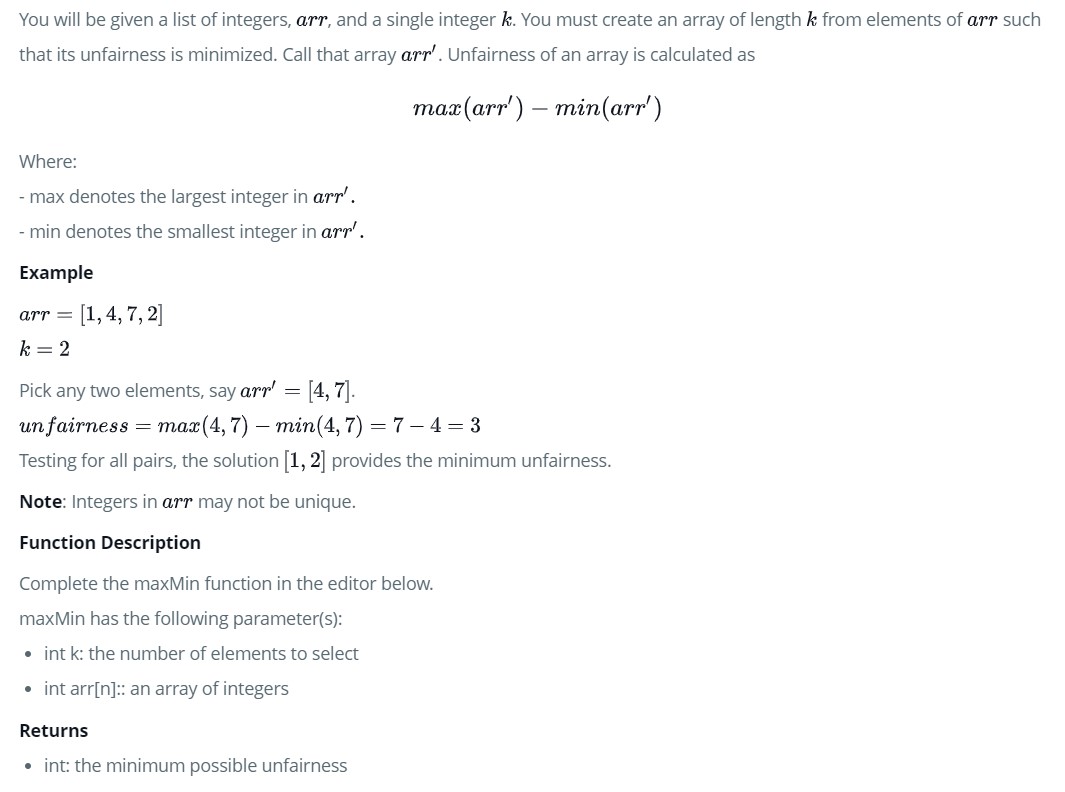 You will be given a list of integers, arr, and a single integer k. You must create an array of length k from elements of arr such
that its unfairness is minimized. Call that array arr′. Unfairness of an array is calculated as
max(arr′) − min(arr′)
Where:
- max denotes the largest integer in arr′.
- min denotes the smallest integer in arr′.
Example
arr = [1, 4, 7, 2]
k = 2
Pick any two elements, say arr′ = [4, 7].
unfairness = max(4, 7) − min(4, 7) = 7 − 4 = 3
Testing for all pairs, the solution [1, 2] provides the minimum unfairness.
Note: Integers in arr may not be unique.
Function Description
Complete the maxMin function in the editor below.
maxMin has the following parameter(s):
• int k: the number of elements to select
• int arr[n]:: an array of integers
Returns
• int: the minimum possible unfairness